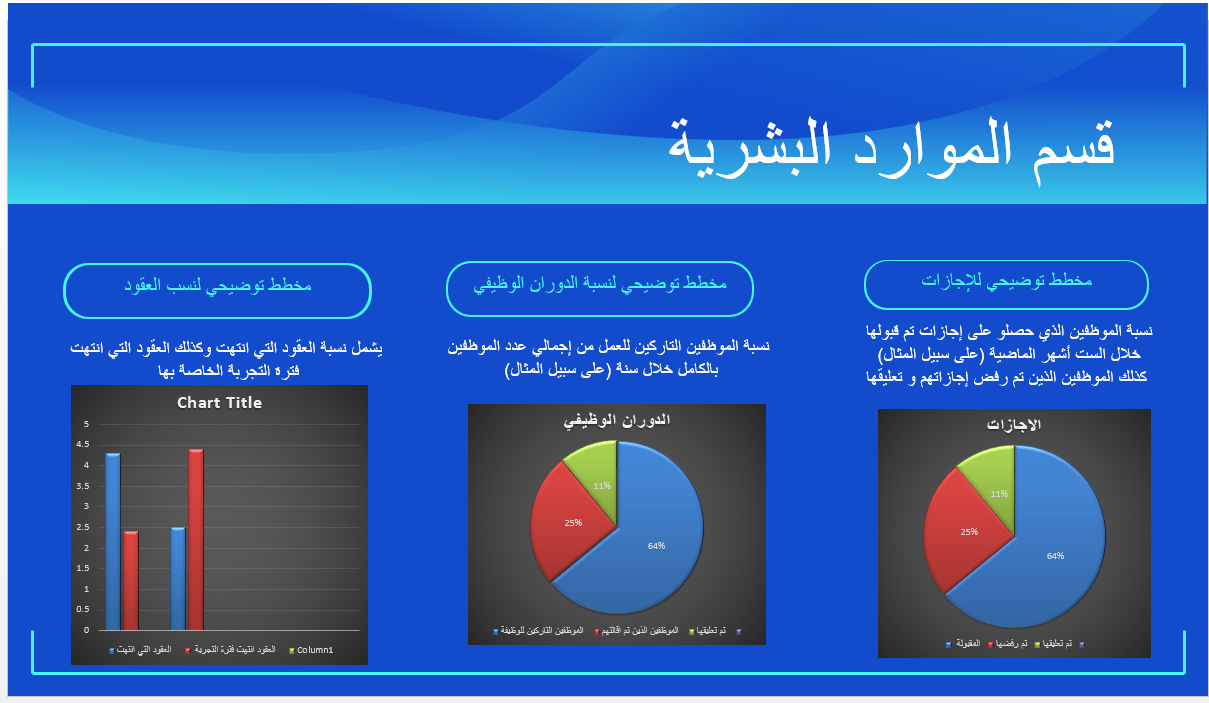 قسم الموارد البشرية
مخطط توضيحي للإجازات
نسبة الموظفين الذي حصلو على إجازات تم قبولها
خلال الست أشهر الماضية (على سبيل المثال)
كذلك الموظفين الذين تم رفض إجازاتهم و تعليقها
الاجازات
11%
25%
64%
المقبولة
تم رفضها
تم تعليقها
مخطط توضيحي لنسبة الدوران الوظيفي
نسبة الموظفين التاركين للعمل من إجمالي عدد الموظفين
بالكامل خلال سنة (على سبيل المثال)
الدوران الوظيفي
11%
25%
64%
الموظفين التاركين للوظيفة
الموظفين الذين تم اقالتهم
تم تعليقها
مخطط توضيحي لنسب العقود
يشمل نسبة العقود التي انتهت وكذلك العقود التي انتهت
فترة التجربة الخاصة بها
Chart Title
5
4.5
4
3.5
3
2.5
2
1.5
1
0.5
0
العقود التي انتهت
العقود انتهت فترة التجربة
Column1